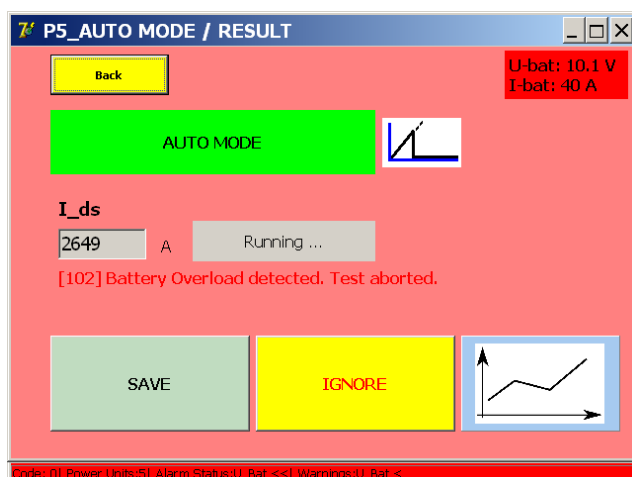 P5_AUTO MODE / RESULT
Back
U-bat: 10.1 V
I-bat: 40 A
AUTO MODE
I_ds
2649 A Running ...
[102] Battery Overload detected. Test aborted.
SAVE IGNORE
Code: 0| Power Units:5| Alarm Status:U_Bat <<| Warnings:U_Bat <